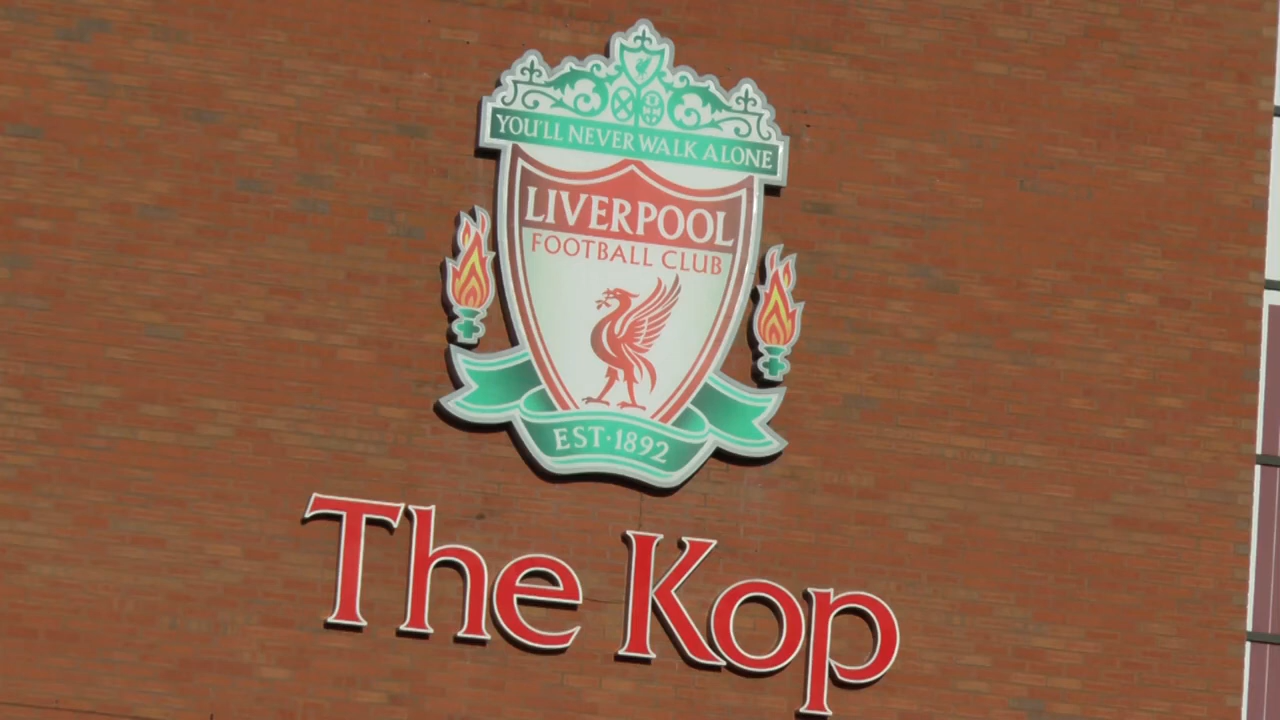 YOU'LL NEVER WALK ALONE
LIVERPOOL
FOOTBALL CLUB
EST·1892
The Kop